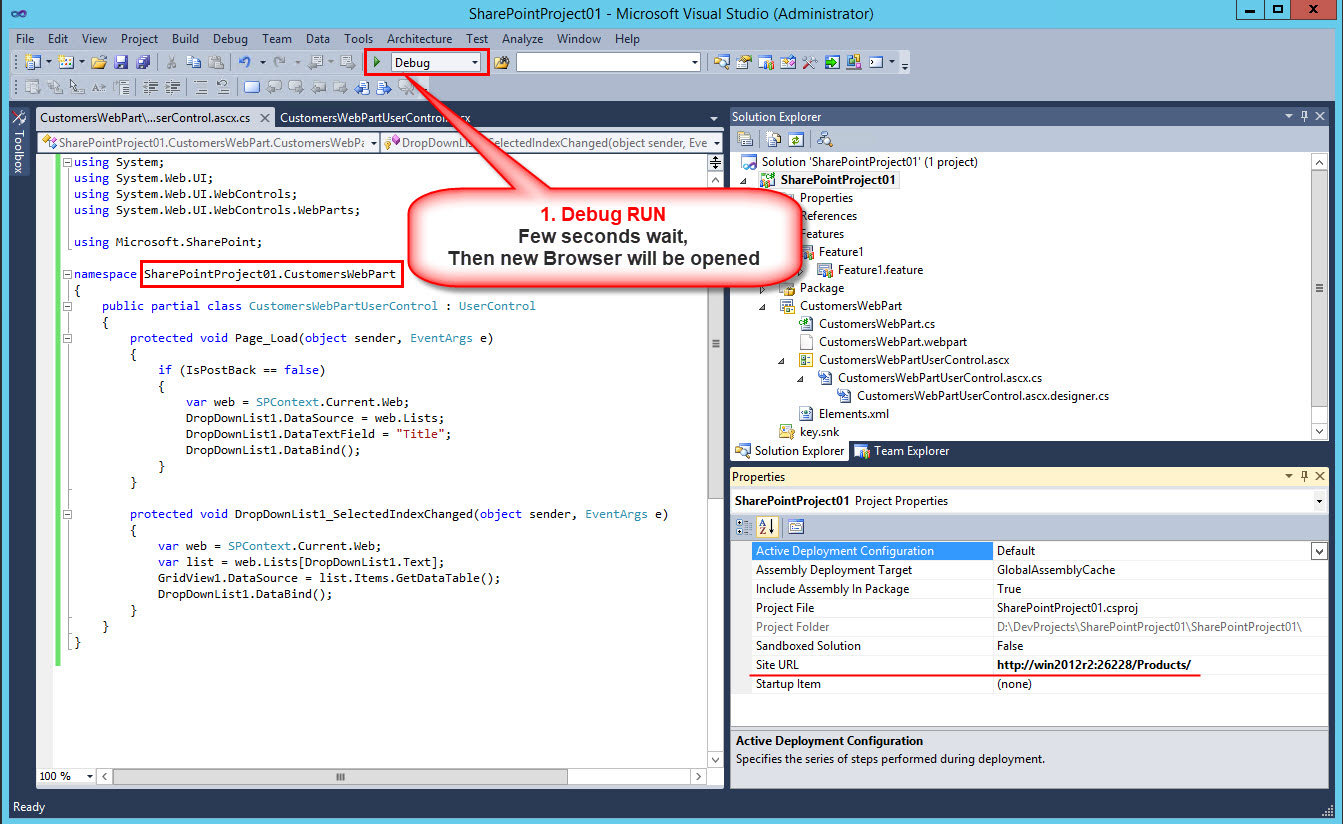 SharePointProject01 - Microsoft Visual Studio (Administrator)
File Edit View Project Build Debug Team Data Tools Architecture Test Analyze Window Help
Debug
CustomersWebPart\...serControl.ascx.cs
CustomersWebPartUserControl.ascx
Toolbox
SharePointProject01.CustomersWebPart.CustomersWebPa
DropDownList1_SelectedIndexChanged(object sender, Eve
using System;
using System.Web.UI;
using System.Web.UI.WebControls;
using System.Web.UI.WebControls.WebParts;
using Microsoft.SharePoint;
namespace SharePointProject01.CustomersWebPart
{
public partial class CustomersWebPartUserControl : UserControl
{
protected void Page_Load(object sender, EventArgs e)
{
if (IsPostBack == false)
{
var web = SPContext.Current.Web;
DropDownList1.DataSource = web.Lists;
DropDownList1.DataTextField = "Title";
DropDownList1.DataBind();
}
}
protected void DropDownList1_SelectedIndexChanged(object sender, EventArgs e)
{
var web = SPContext.Current.Web;
var list = web.Lists[DropDownList1.Text];
GridView1.DataSource = list.Items.GetDataTable();
DropDownList1.DataBind();
}
}
}
100 %
1. Debug RUN
Few seconds wait,
Then new Browser will be opened
Solution Explorer
Solution 'SharePointProject01' (1 project)
SharePointProject01
Properties
References
Features
Feature1
Feature1.feature
Package
CustomersWebPart
CustomersWebPart.cs
CustomersWebPart.webpart
CustomersWebPartUserControl.ascx
CustomersWebPartUserControl.ascx.cs
CustomersWebPartUserControl.ascx.designer.cs
Elements.xml
key.snk
Solution Explorer Team Explorer
Properties
SharePointProject01 Project Properties
Active Deployment Configuration Default
Assembly Deployment Target GlobalAssemblyCache
Include Assembly In Package True
Project File SharePointProject01.csproj
Project Folder D:\DevProjects\SharePointProject01\SharePointProject01\
Sandboxed Solution False
Site URL http://win2012r2:26228/Products/
Startup Item (none)
Active Deployment Configuration
Specifies the series of steps performed during deployment.
Ready